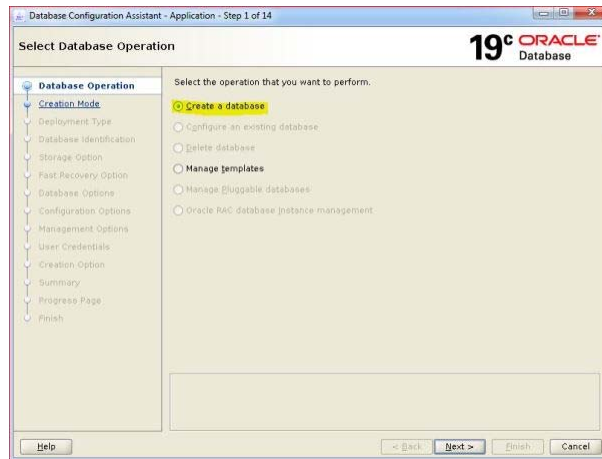 Database Configuration Assistant - Application - Step 1 of 14
Select Database Operation
19c ORACLE
Database
Database Operation
Creation Mode
Deployment Type
Database Identification
Storage Option
Fast Recovery Option
Database Options
Configuration Options
Management Options
User Credentials
Creation Option
Summary
Progress Page
Finish
Select the operation that you want to perform.
Create a database
Configure an existing database
Delete database
Manage templates
Manage Pluggable databases
Oracle RAC database Instance management
Help
< Back
Next >
Finish
Cancel